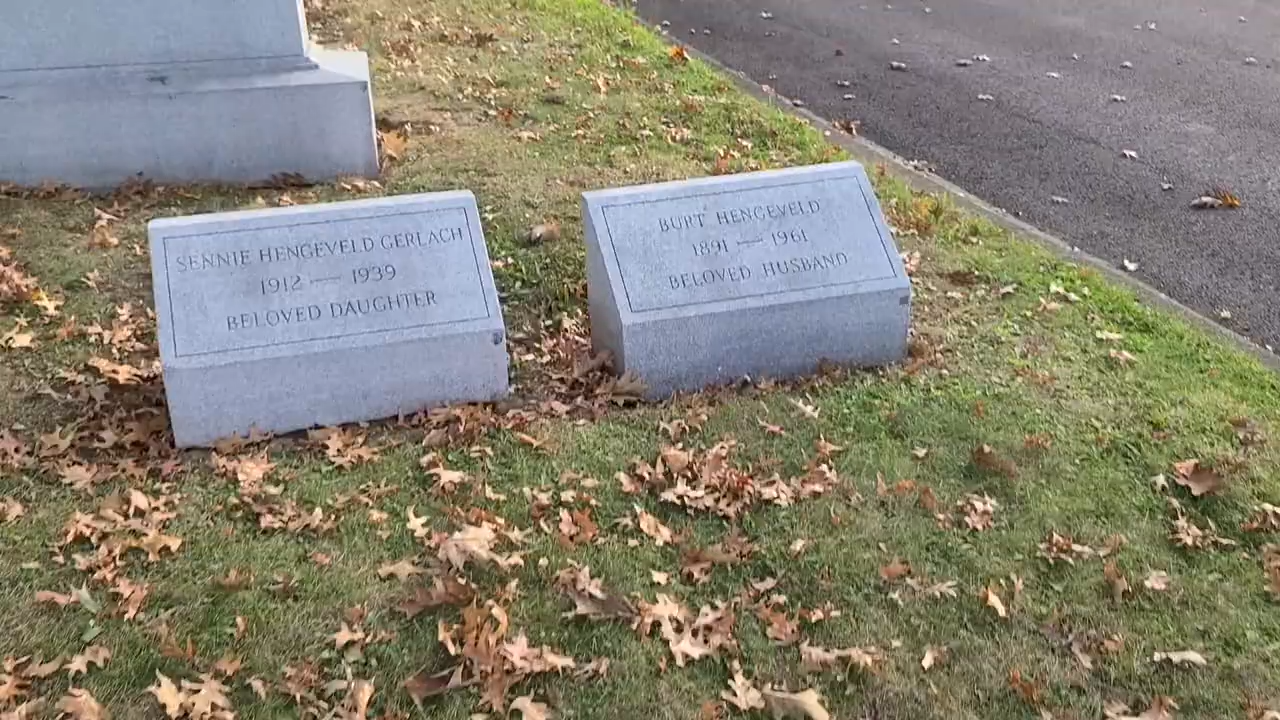 SENNIE HENGEVELD GERLACH
1912 — 1939
BELOVED DAUGHTER
BURT HENGEVELD
1891 — 1961
BELOVED HUSBAND